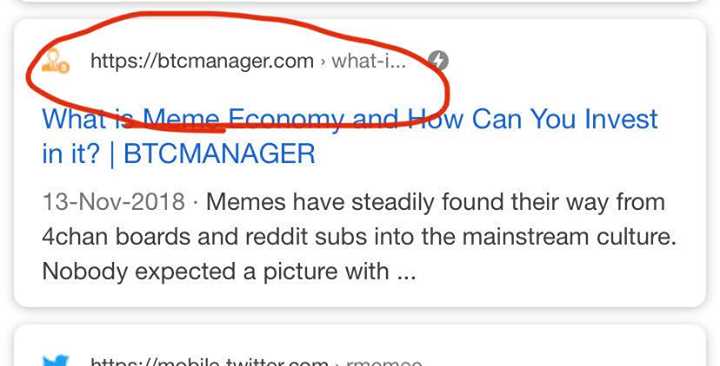 https://btcmanager.com › what-i...
What is Meme Economy and How Can You Invest
in it? | BTCMANAGER
13-Nov-2018 · Memes have steadily found their way from
4chan boards and reddit subs into the mainstream culture.
Nobody expected a picture with ...
https://mobile.twitter.com › rmemee